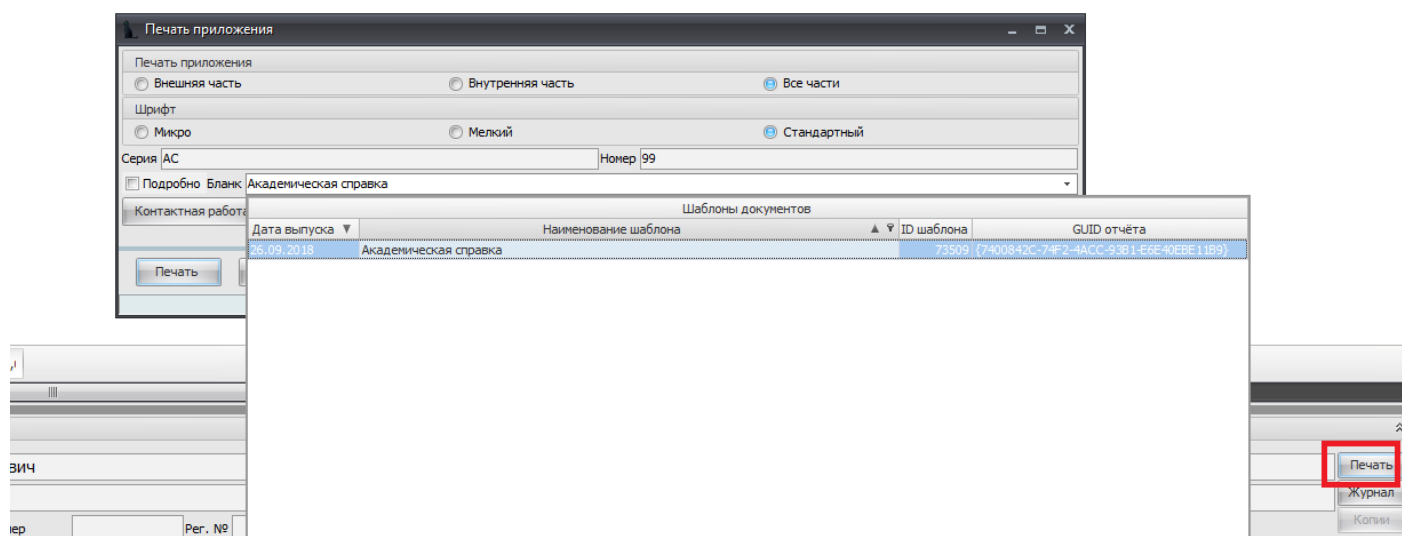 Печать приложения
Печать приложения
Внешняя часть Внутренняя часть Все части
Шрифт
Микро Мелкий Стандартный
Серия АС Номер 99
Подробно Бланк Академическая справка
Контактная работа
Шаблоны документов
Дата выпуска Наименование шаблона ID шаблона GUID отчёта
26.09.2018 Академическая справка 73509 {7400842C-74F2-4ACC-93B1-E6E40EBE11B9}
Печать
вич Печать
Журнал
мер Рег. № Копии